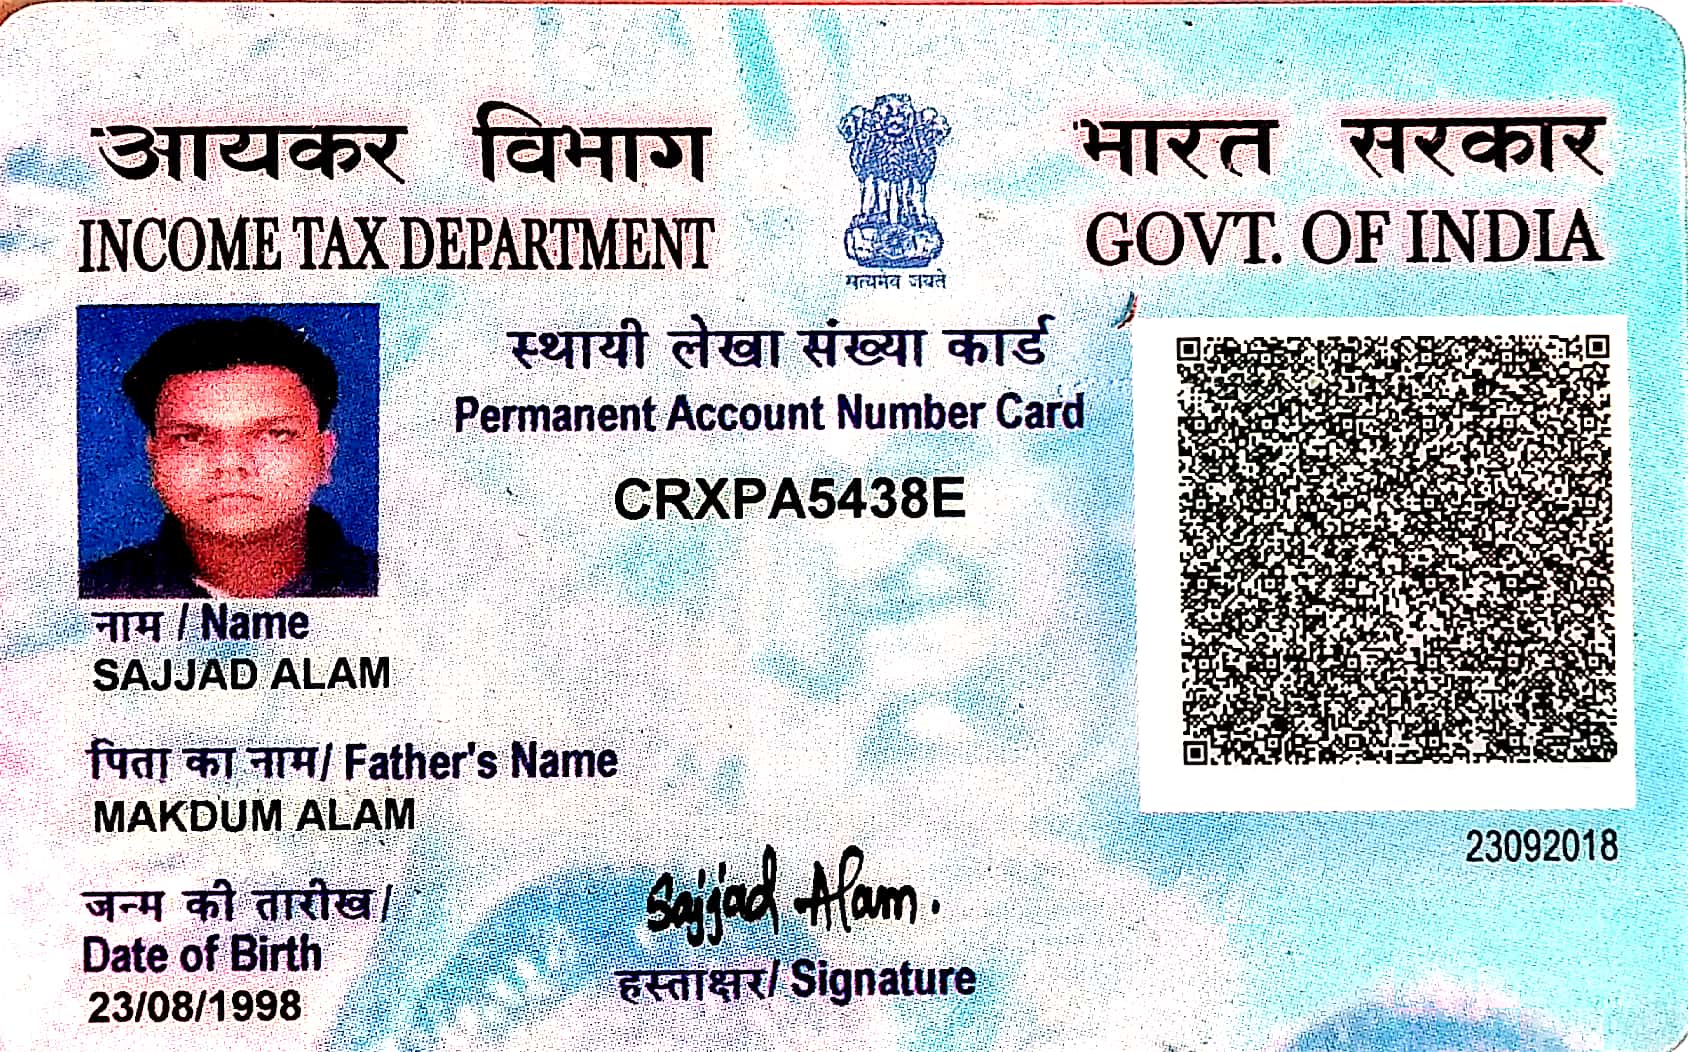 आयकर विभाग
INCOME TAX DEPARTMENT
भारत सरकार
GOVT. OF INDIA
सत्यमेव जयते
स्थायी लेखा संख्या कार्ड
Permanent Account Number Card
CRXPA5438E
नाम / Name
SAJJAD ALAM
पिता का नाम/ Father's Name
MAKDUM ALAM
जन्म की तारीख/
Date of Birth
23/08/1998
Sajjad Alam.
हस्ताक्षर/ Signature
23092018